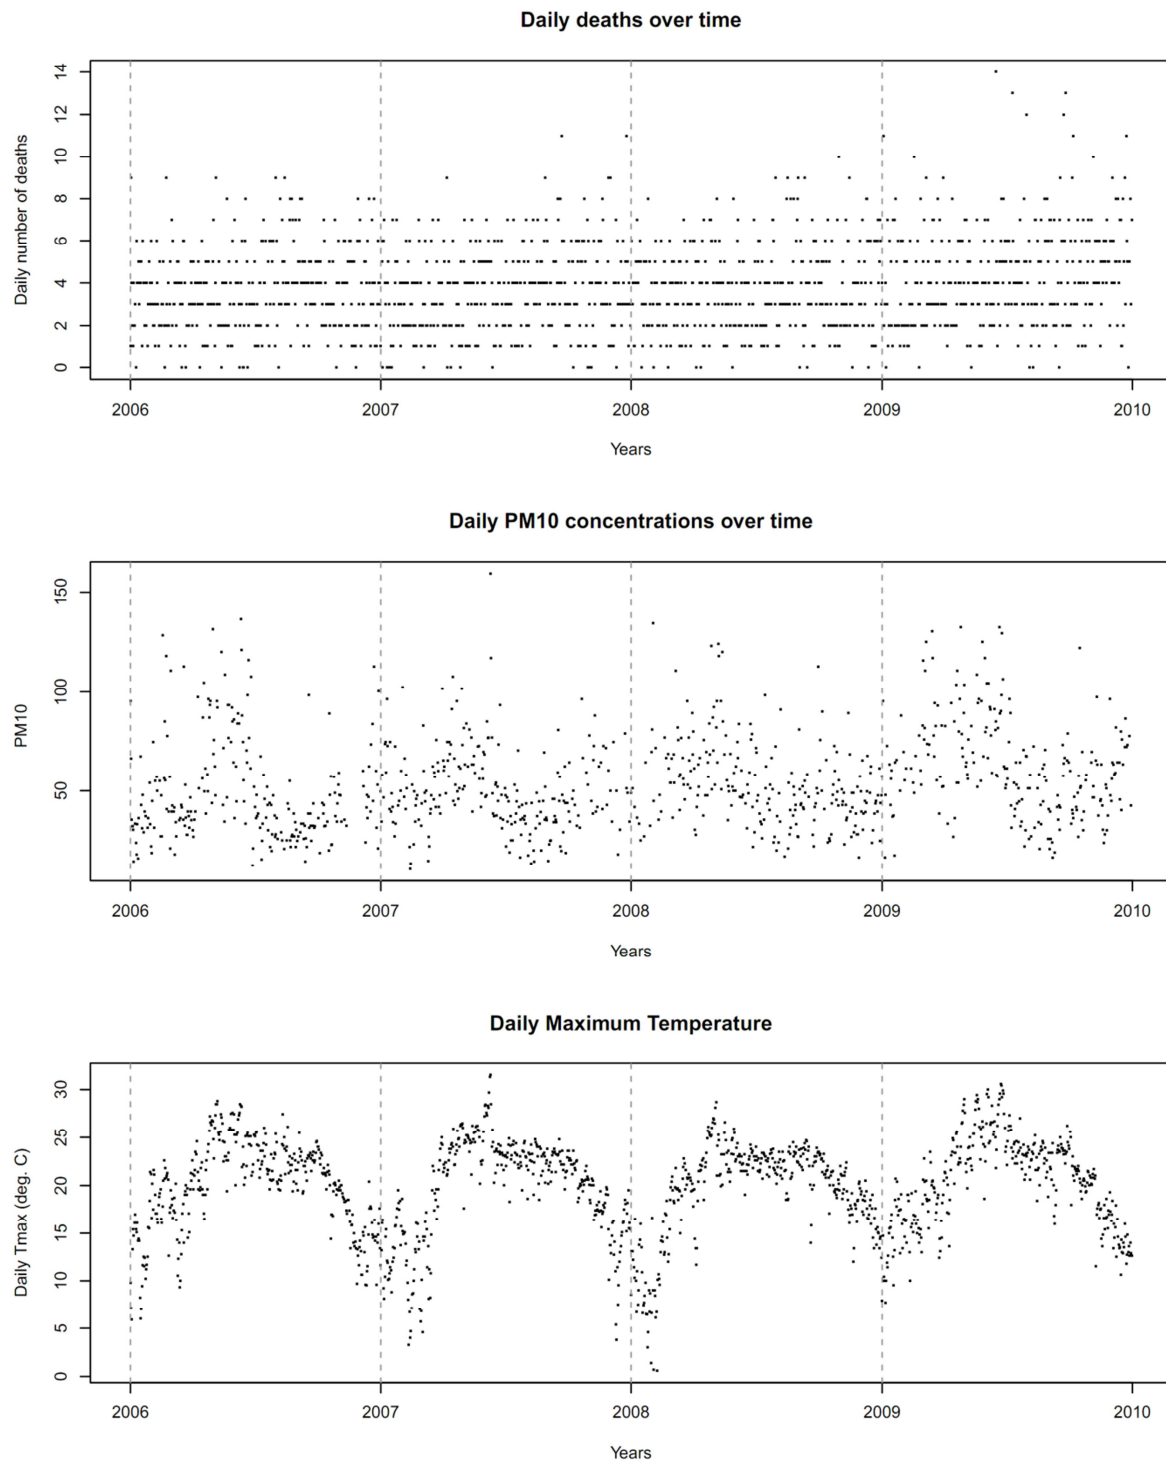 Daily deaths over time
Daily number of deaths
14
12
10
8
6
4
2
0
2006 2007 2008 2009 2010
Years
Daily PM10 concentrations over time
PM10
150
100
50
2006 2007 2008 2009 2010
Years
Daily Maximum Temperature
Daily Tmax (deg. C)
30
25
20
15
10
5
0
2006 2007 2008 2009 2010
Years